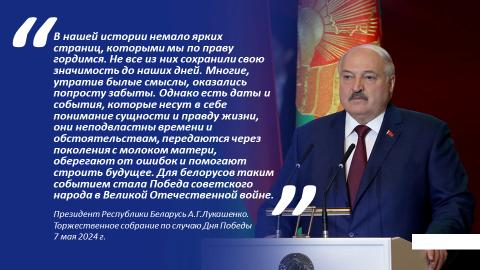 “
В нашей истории немало ярких
страниц, которыми мы по праву
гордимся. Не все из них сохранили свою
значимость до наших дней. Многие,
утратив былые смыслы, оказались
попросту забыты. Однако есть даты и
события, которые несут в себе
понимание сущности и правду жизни,
они неподвластны времени и
обстоятельствам, передаются через
поколения с молоком матери,
оберегают от ошибок и помогают
строить будущее. Для белорусов таким
событием стала Победа советского
народа в Великой Отечественной войне.
”
Президент Республики Беларусь А.Г.Лукашенко.
Торжественное собрание по случаю Дня Победы
7 мая 2024 г.